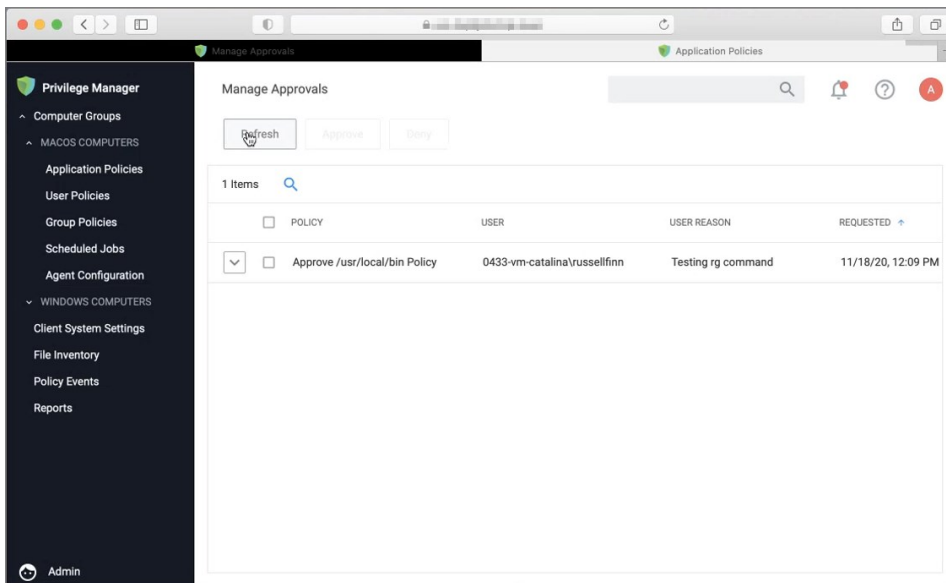 Manage Approvals
Application Policies
Privilege Manager
Computer Groups
MACOS COMPUTERS
Application Policies
User Policies
Group Policies
Scheduled Jobs
Agent Configuration
WINDOWS COMPUTERS
Client System Settings
File Inventory
Policy Events
Reports
Admin
Manage Approvals
A
Refresh
Approve
Deny
1 Items
POLICY USER USER REASON REQUESTED
Approve /usr/local/bin Policy 0433-vm-catalina\russellfinn Testing rg command 11/18/20, 12:09 PM